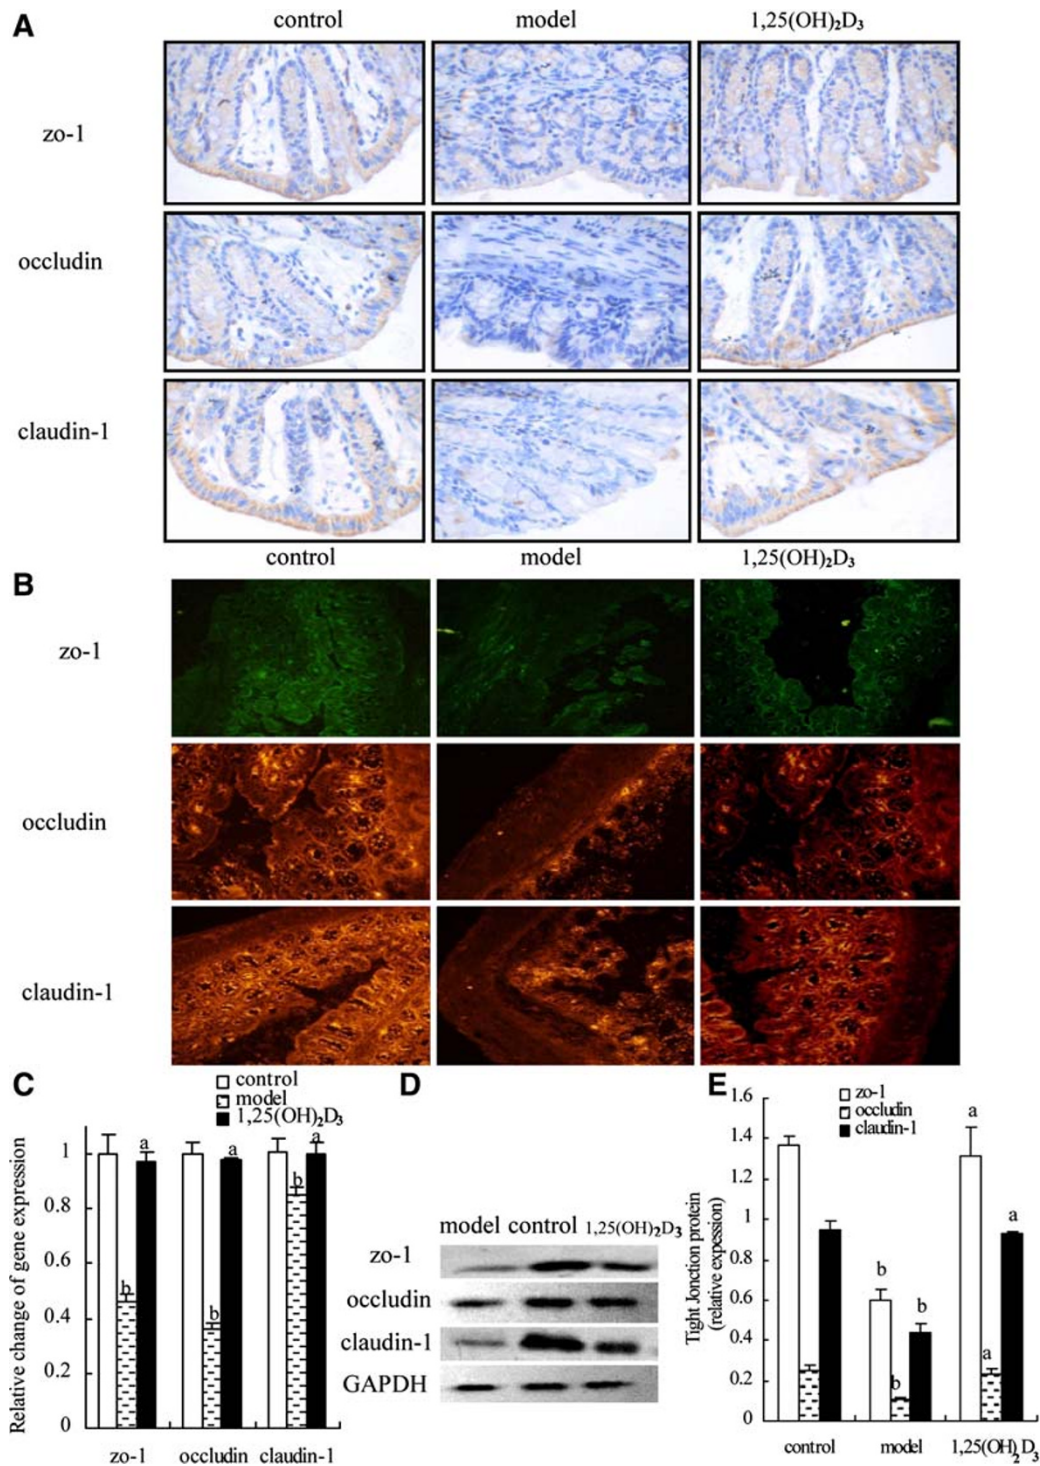 A
control model 1,25(OH)₂D₃
zo-1
occludin
claudin-1
control model 1,25(OH)₂D₃
B
zo-1
occludin
claudin-1
C
control
model
1,25(OH)₂D₃
Relative change of gene expression
1
0.8
0.6
0.4
0.2
0
b a
b a
b a
zo-1 occludin claudin-1
D
model control 1,25(OH)₂D₃
zo-1
occludin
claudin-1
GAPDH
E
zo-1
occludin
claudin-1
Tight Jonction protein
(relative expession)
1.6
1.4
1.2
1
0.8
0.6
0.4
0.2
0
b b b
a a a
control model 1,25(OH)₂D₃